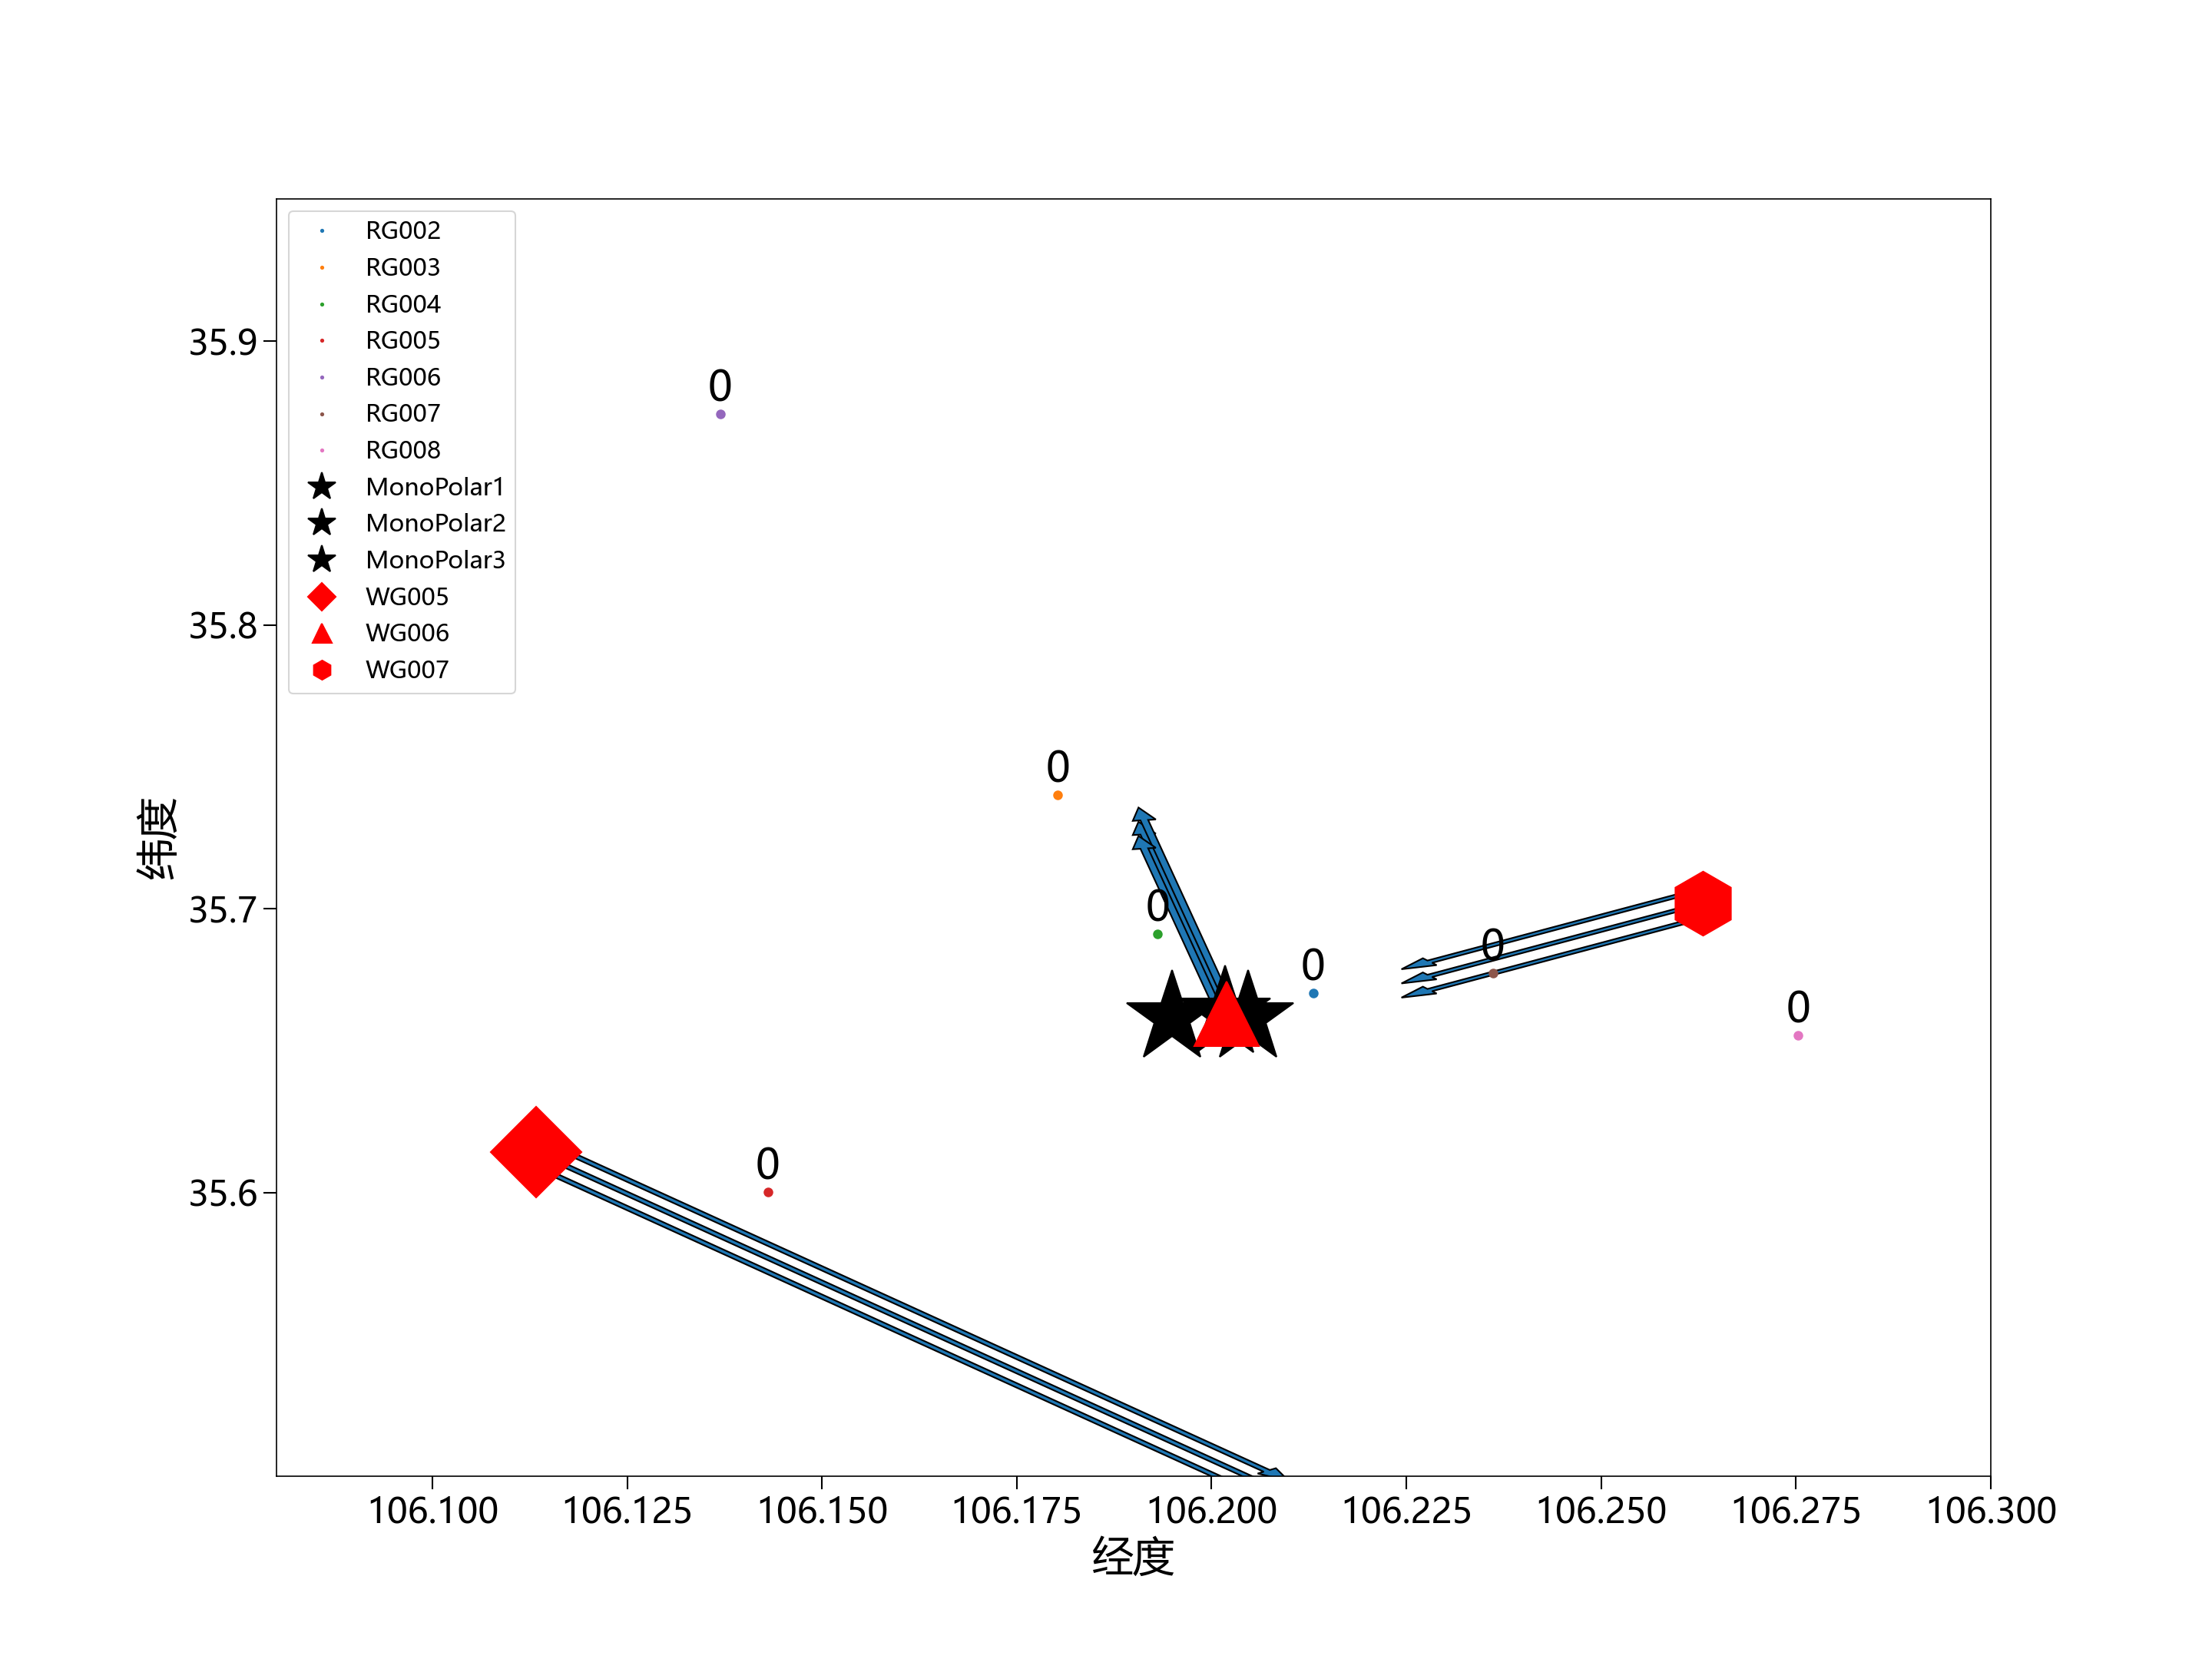 RG002
RG003
RG004
RG005
RG006
RG007
RG008
MonoPolar1
MonoPolar2
MonoPolar3
WG005
WG006
WG007
35.9
35.8
35.7
35.6
纬度
0
0
0
0
0
0
0
106.100
106.125
106.150
106.175
106.200
106.225
106.250
106.275
106.300
经度